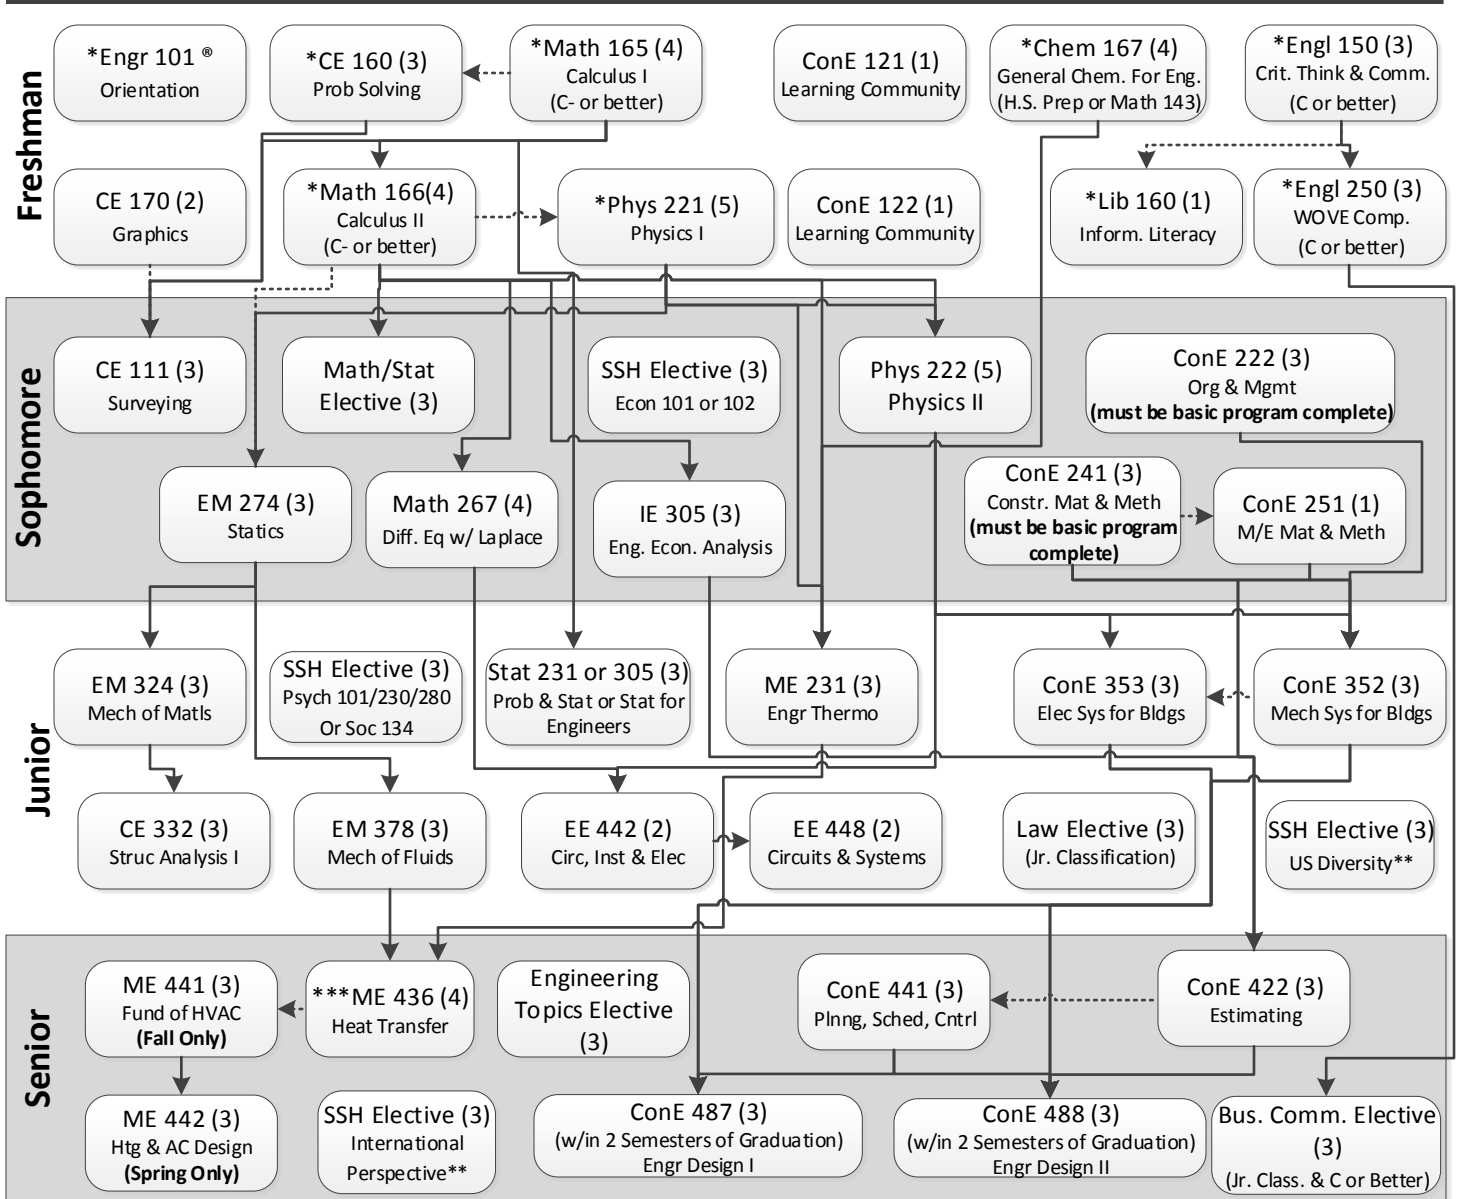 Freshman
*Engr 101 ®
Orientation
*CE 160 (3)
Prob Solving
*Math 165 (4)
Calculus I
(C- or better)
ConE 121 (1)
Learning Community
*Chem 167 (4)
General Chem. For Eng.
(H.S. Prep or Math 143)
*Engl 150 (3)
Crit. Think & Comm.
(C or better)
CE 170 (2)
Graphics
*Math 166(4)
Calculus II
(C- or better)
*Phys 221 (5)
Physics I
ConE 122 (1)
Learning Community
*Lib 160 (1)
Inform. Literacy
*Engl 250 (3)
WOVE Comp.
(C or better)
Sophomore
CE 111 (3)
Surveying
Math/Stat
Elective (3)
SSH Elective (3)
Econ 101 or 102
Phys 222 (5)
Physics II
ConE 222 (3)
Org & Mgmt
(must be basic program complete)
EM 274 (3)
Statics
Math 267 (4)
Diff. Eq w/ Laplace
IE 305 (3)
Eng. Econ. Analysis
ConE 241 (3)
Constr. Mat & Meth
(must be basic program
complete)
ConE 251 (1)
M/E Mat & Meth
Junior
EM 324 (3)
Mech of Matls
SSH Elective (3)
Psych 101/230/280
Or Soc 134
Stat 231 or 305 (3)
Prob & Stat or Stat for
Engineers
ME 231 (3)
Engr Thermo
ConE 353 (3)
Elec Sys for Bldgs
ConE 352 (3)
Mech Sys for Bldgs
CE 332 (3)
Struc Analysis I
EM 378 (3)
Mech of Fluids
EE 442 (2)
Circ, Inst & Elec
EE 448 (2)
Circuits & Systems
Law Elective (3)
(Jr. Classification)
SSH Elective (3)
US Diversity**
Senior
ME 441 (3)
Fund of HVAC
(Fall Only)
***ME 436 (4)
Heat Transfer
Engineering
Topics Elective
(3)
ConE 441 (3)
Plnng, Sched, Cntrl
ConE 422 (3)
Estimating
ME 442 (3)
Htg & AC Design
(Spring Only)
SSH Elective (3)
International
Perspective**
ConE 487 (3)
(w/in 2 Semesters of Graduation)
Engr Design I
ConE 488 (3)
(w/in 2 Semesters of Graduation)
Engr Design II
Bus. Comm. Elective
(3)
(Jr. Class. & C or Better)